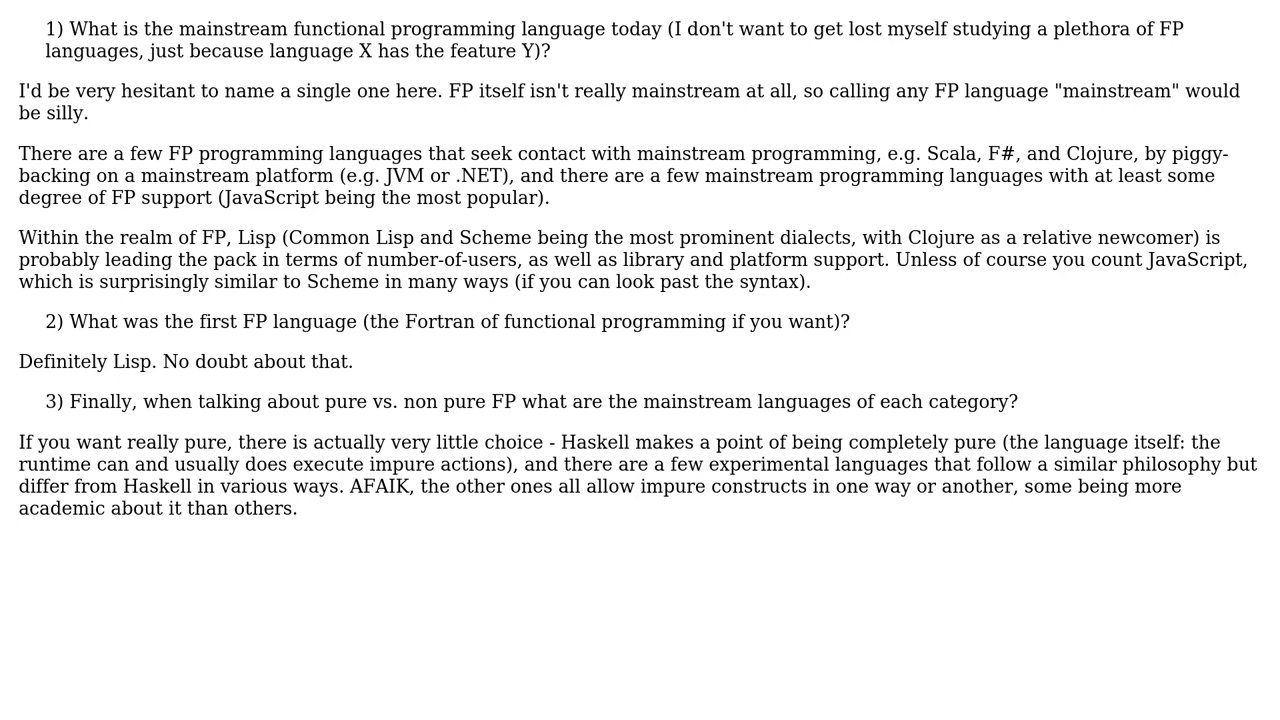 1) What is the mainstream functional programming language today (I don't want to get lost myself studying a plethora of FP
languages, just because language X has the feature Y)?
I'd be very hesitant to name a single one here. FP itself isn't really mainstream at all, so calling any FP language "mainstream" would
be silly.
There are a few FP programming languages that seek contact with mainstream programming, e.g. Scala, F#, and Clojure, by piggy-
backing on a mainstream platform (e.g. JVM or .NET), and there are a few mainstream programming languages with at least some
degree of FP support (JavaScript being the most popular).
Within the realm of FP, Lisp (Common Lisp and Scheme being the most prominent dialects, with Clojure as a relative newcomer) is
probably leading the pack in terms of number-of-users, as well as library and platform support. Unless of course you count JavaScript,
which is surprisingly similar to Scheme in many ways (if you can look past the syntax).
2) What was the first FP language (the Fortran of functional programming if you want)?
Definitely Lisp. No doubt about that.
3) Finally, when talking about pure vs. non pure FP what are the mainstream languages of each category?
If you want really pure, there is actually very little choice - Haskell makes a point of being completely pure (the language itself: the
runtime can and usually does execute impure actions), and there are a few experimental languages that follow a similar philosophy but
differ from Haskell in various ways. AFAIK, the other ones all allow impure constructs in one way or another, some being more
academic about it than others.